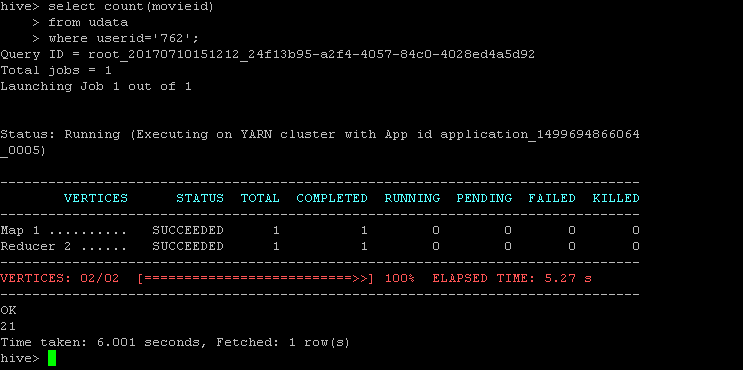 hive> select count(movieid)
    > from udata
    > where userid='762';
Query ID = root_20170710151212_24f13b95-a2f4-4057-84c0-4028ed4a5d92
Total jobs = 1
Launching Job 1 out of 1
Status: Running (Executing on YARN cluster with App id application_1499694866064
_0005)
--------------------------------------------------------------------------------
        VERTICES      STATUS  TOTAL  COMPLETED  RUNNING  PENDING  FAILED  KILLED
--------------------------------------------------------------------------------
Map 1 ..........   SUCCEEDED      1          1        0        0       0       0
Reducer 2 ......   SUCCEEDED      1          1        0        0       0       0
--------------------------------------------------------------------------------
VERTICES: 02/02  [==========================>>] 100%  ELAPSED TIME: 5.27 s
--------------------------------------------------------------------------------
OK
21
Time taken: 6.001 seconds, Fetched: 1 row(s)
hive>